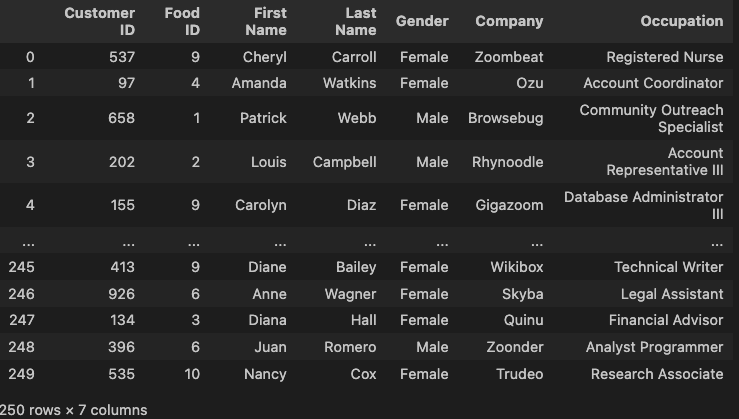 Customer ID Food ID First Name Last Name Gender Company Occupation
0 537 9 Cheryl Carroll Female Zoombeat Registered Nurse
1 97 4 Amanda Watkins Female Ozu Account Coordinator
2 658 1 Patrick Webb Male Browsebug Community Outreach Specialist
3 202 2 Louis Campbell Male Rhynoodle Account Representative III
4 155 9 Carolyn Diaz Female Gigazoom Database Administrator III
... ... ... ... ... ... ... ...
245 413 9 Diane Bailey Female Wikibox Technical Writer
246 926 6 Anne Wagner Female Skyba Legal Assistant
247 134 3 Diana Hall Female Quinu Financial Advisor
248 396 6 Juan Romero Male Zoonder Analyst Programmer
249 535 10 Nancy Cox Female Trudeo Research Associate
250 rows × 7 columns